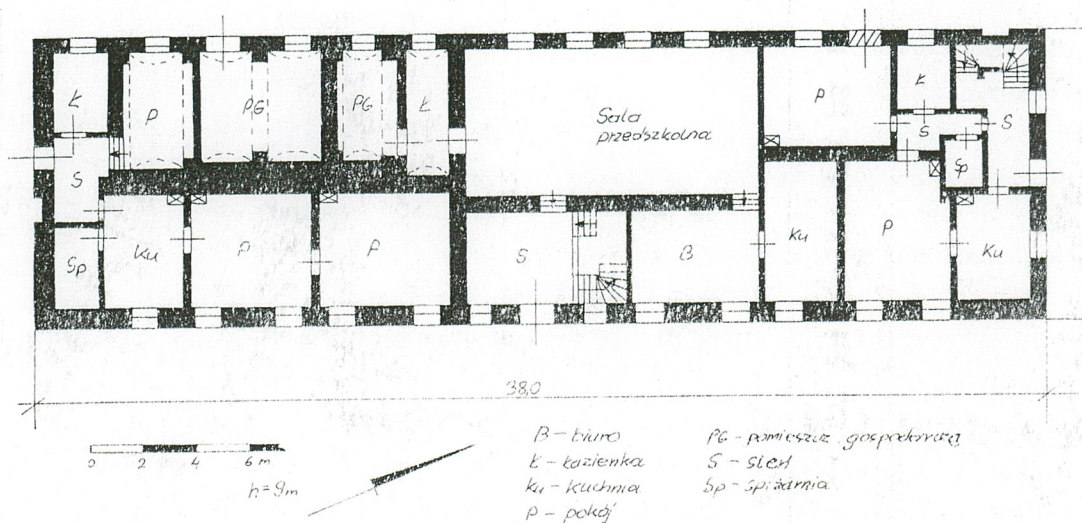 Ł
P
PG
PG
Ł
Sala
przedszkolna
P
Ł
S
S
S
Sp
Sp
Ku
P
P
S
B
Ku
P
Ku
38,0
0 2 4 6 m
h=9m
B – biuro
Ł – łazienka
Ku – kuchnia
P – pokój
PG – pomieszcz. gospodarcze
S – sień
Sp – spiżarnia